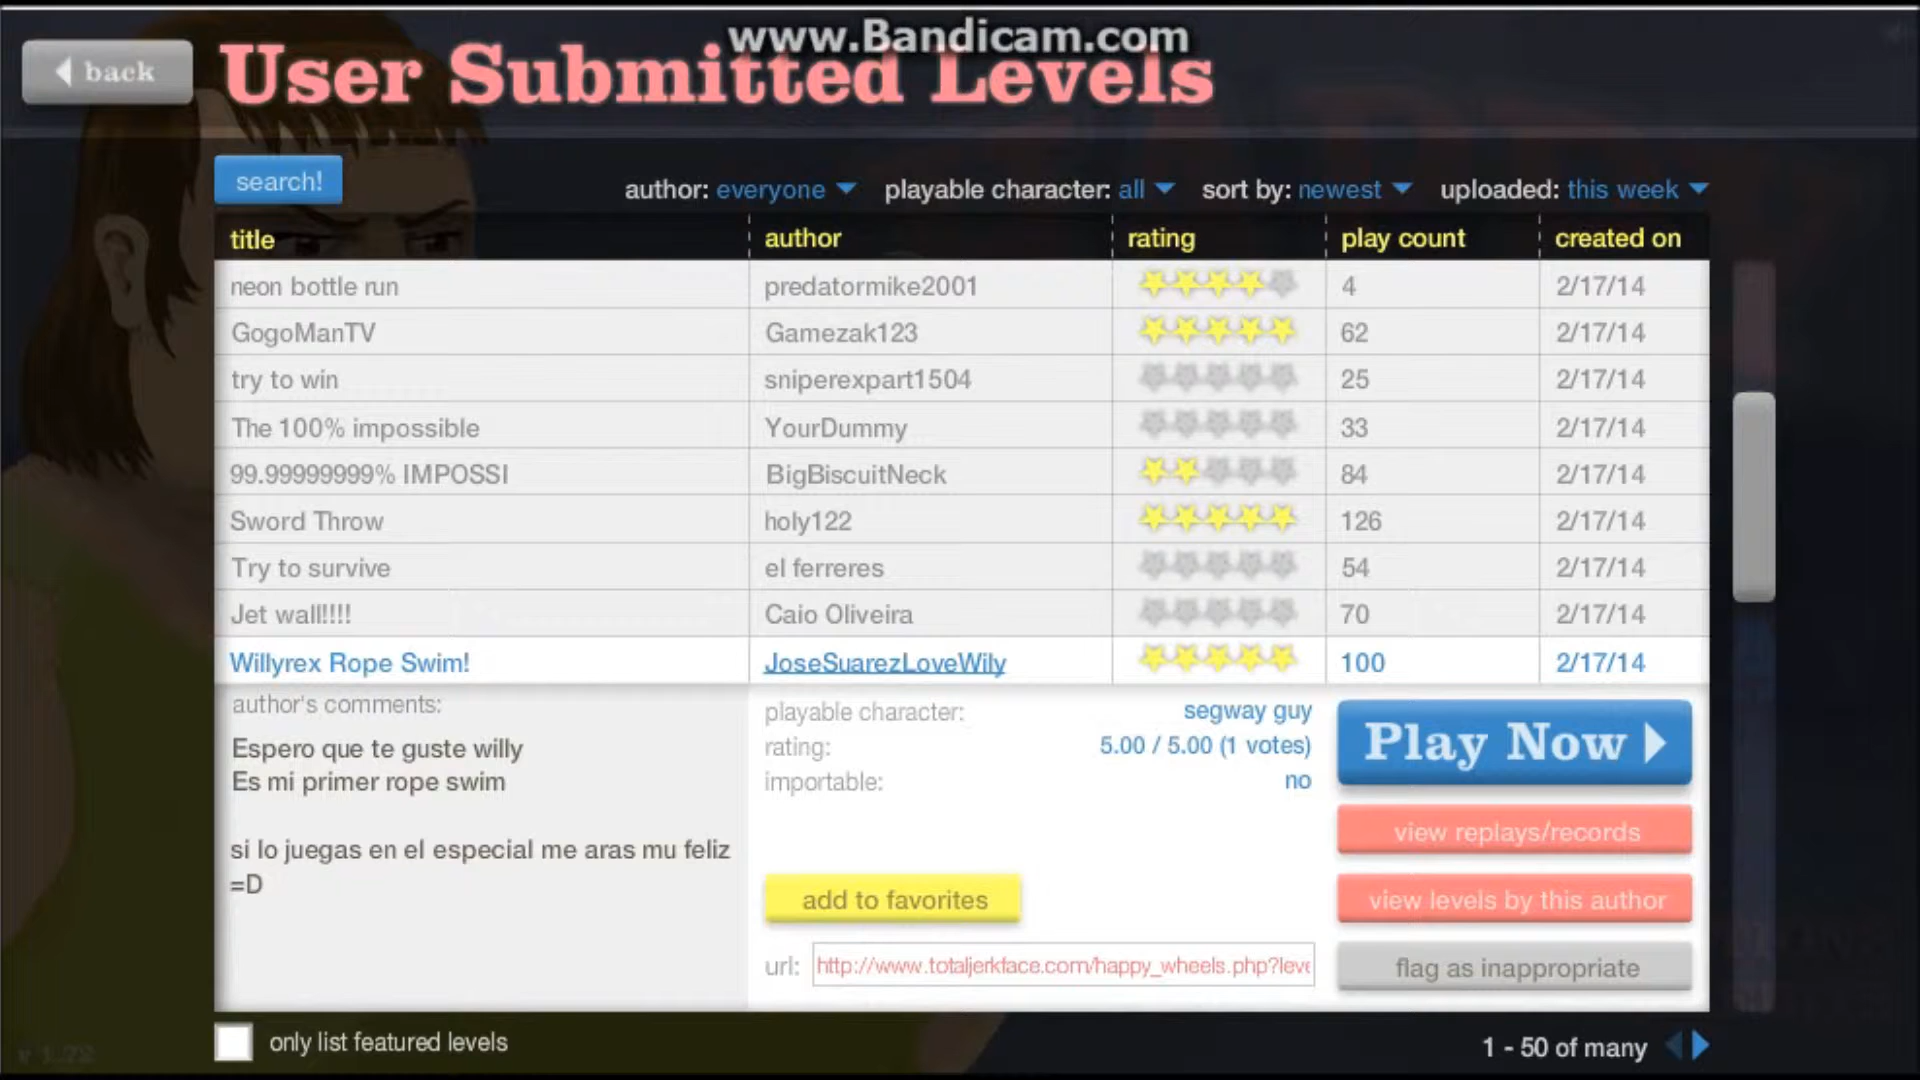 www.Bandicam.com
back
User Submitted Levels
search!
author: everyone playable character: all sort by: newest uploaded: this week
title author rating play count created on
neon bottle run predatormike2001 4 2/17/14
GogoManTV Gamezak123 62 2/17/14
try to win sniperexpart1504 25 2/17/14
The 100% impossible YourDummy 33 2/17/14
99.99999999% IMPOSSI BigBiscuitNeck 84 2/17/14
Sword Throw holy122 126 2/17/14
Try to survive el ferreres 54 2/17/14
Jet wall!!!! Caio Oliveira 70 2/17/14
Willyrex Rope Swim! JoseSuarezLoveWily 100 2/17/14
author's comments:
Espero que te guste willy
Es mi primer rope swim
si lo juegas en el especial me aras mu feliz
=D
playable character: segway guy
rating: 5.00 / 5.00 (1 votes)
importable: no
add to favorites
url: http://www.totaljerkface.com/happy_wheels.php?leve
Play Now
view replays/records
view levels by this author
flag as inappropriate
only list featured levels
1 - 50 of many
v 1.72